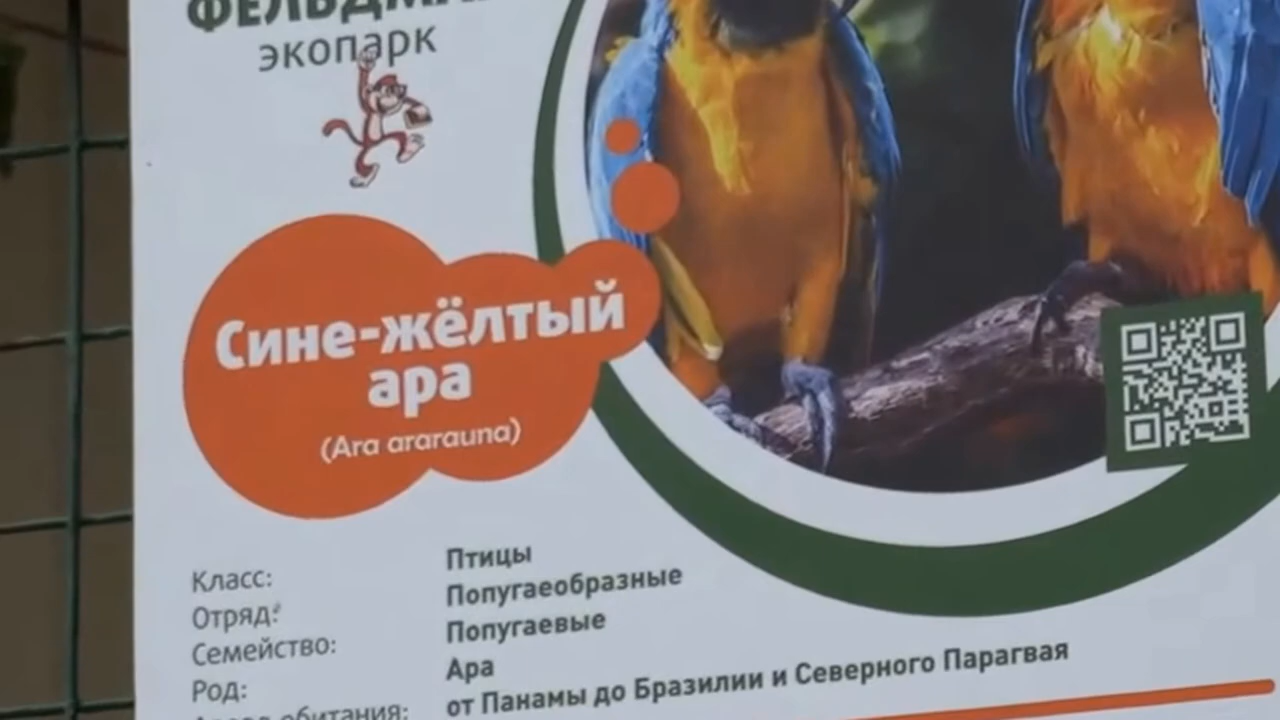 экопарк
Сине-жёлтый
ара
(Ara ararauna)
Класс: Птицы
Отряд: Попугаеобразные
Семейство: Попугаевые
Род: Ара
обитания: от Панамы до Бразилии и Северного Парагвая